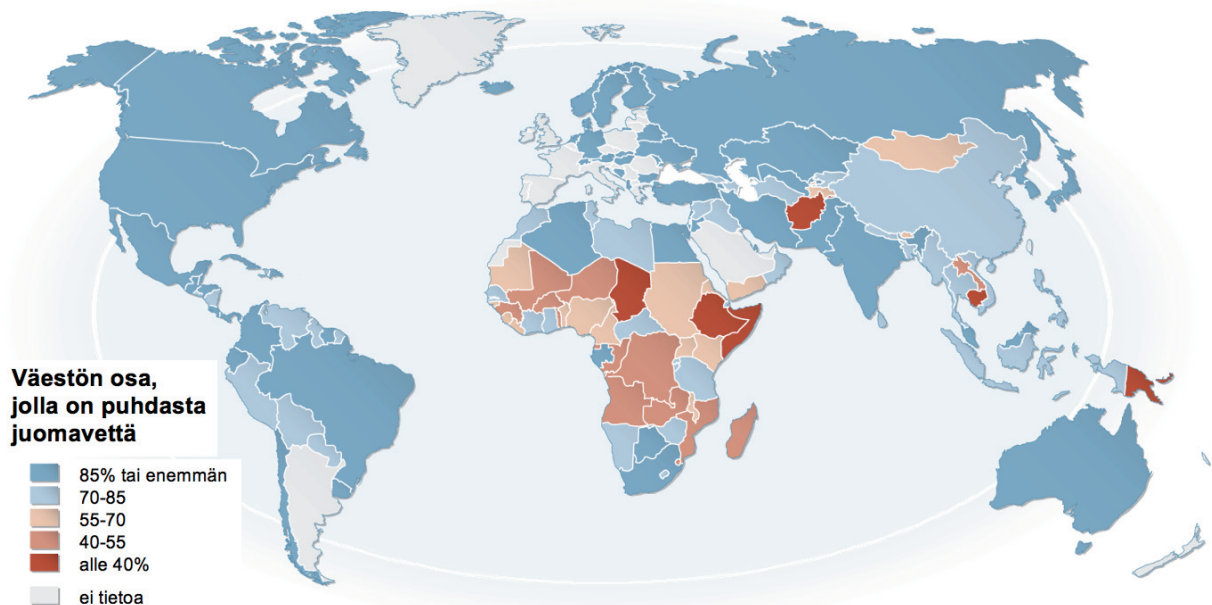 Väestön osa,
jolla on puhdasta
juomavettä
85% tai enemmän
70-85
55-70
40-55
alle 40%
ei tietoa